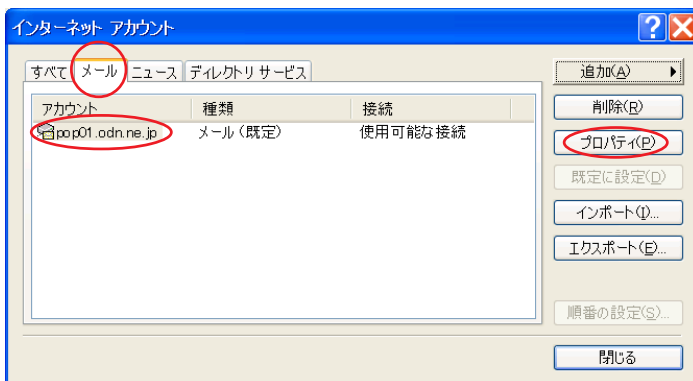 インターネット アカウント
すべて メール ニュース ディレクトリ サービス
アカウント 種類 接続
pop01.odn.ne.jp メール (既定) 使用可能な接続
追加(A)
削除(R)
プロパティ(P)
既定に設定(D)
インポート(I)...
エクスポート(E)...
順番の設定(S)...
閉じる